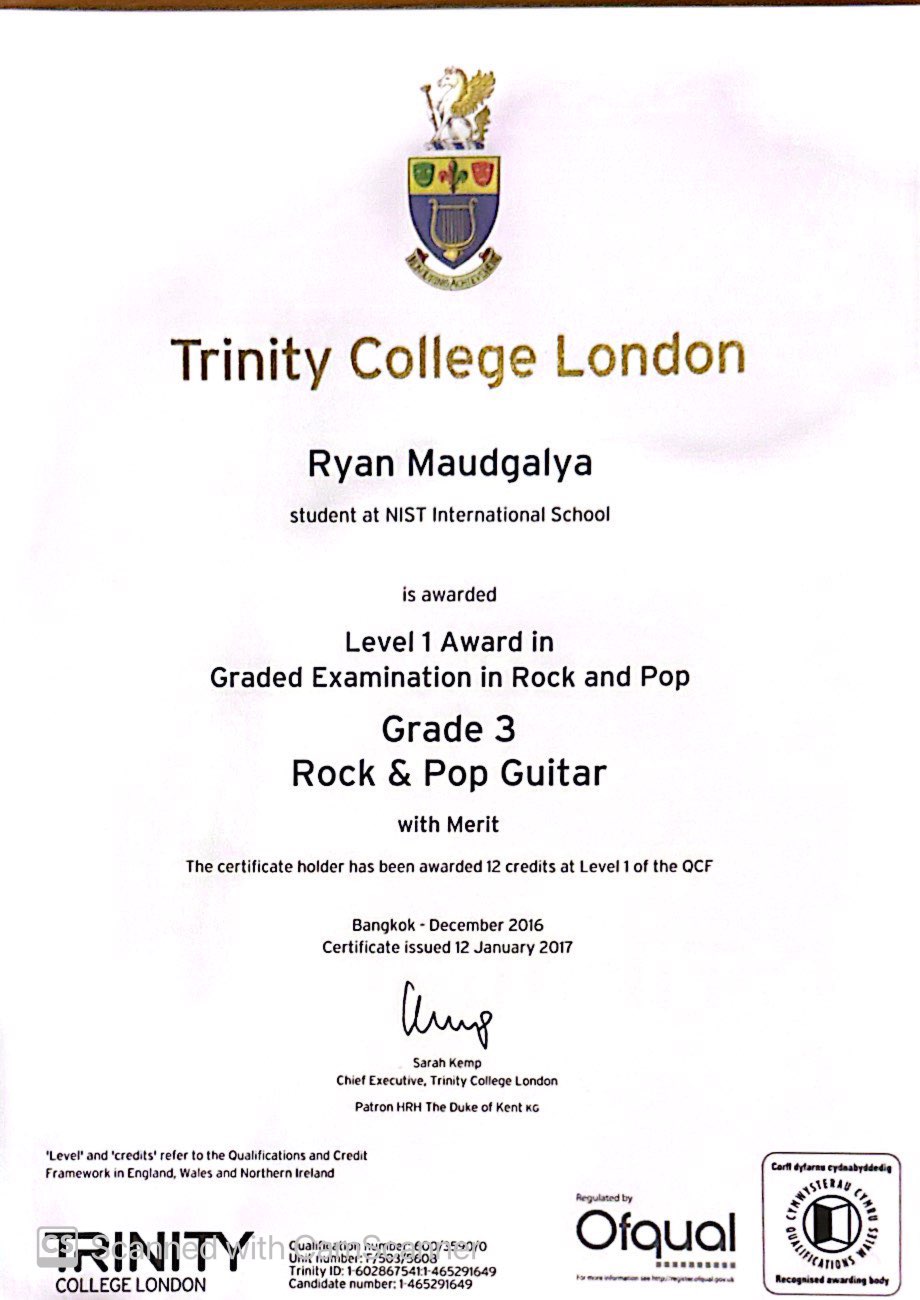 Trinity College London
Ryan Maudgalya
student at NIST International School
is awarded
Level 1 Award in
Graded Examination in Rock and Pop
Grade 3
Rock & Pop Guitar
with Merit
The certificate holder has been awarded 12 credits at Level 1 of the QCF
Bangkok - December 2016
Certificate issued 12 January 2017
Sarah Kemp
Chief Executive, Trinity College London
Patron HRH The Duke of Kent KG
'Level' and 'credits' refer to the Qualifications and Credit
Framework in England, Wales and Northern Ireland
TRINITY
COLLEGE LONDON
CS Scanned with CamScanner
Qualification number: 600/3590/0
Unit number: F/503/5608
Trinity ID: 1-602867541:1-465291649
Candidate number: 1-465291649
Regulated by
Ofqual
For more information see http://register.ofqual.gov.uk
Corff dyfarnu cydnabyddedig
CYMWYSTERAU CYMRU
QUALIFICATIONS WALES
Recognised awarding body